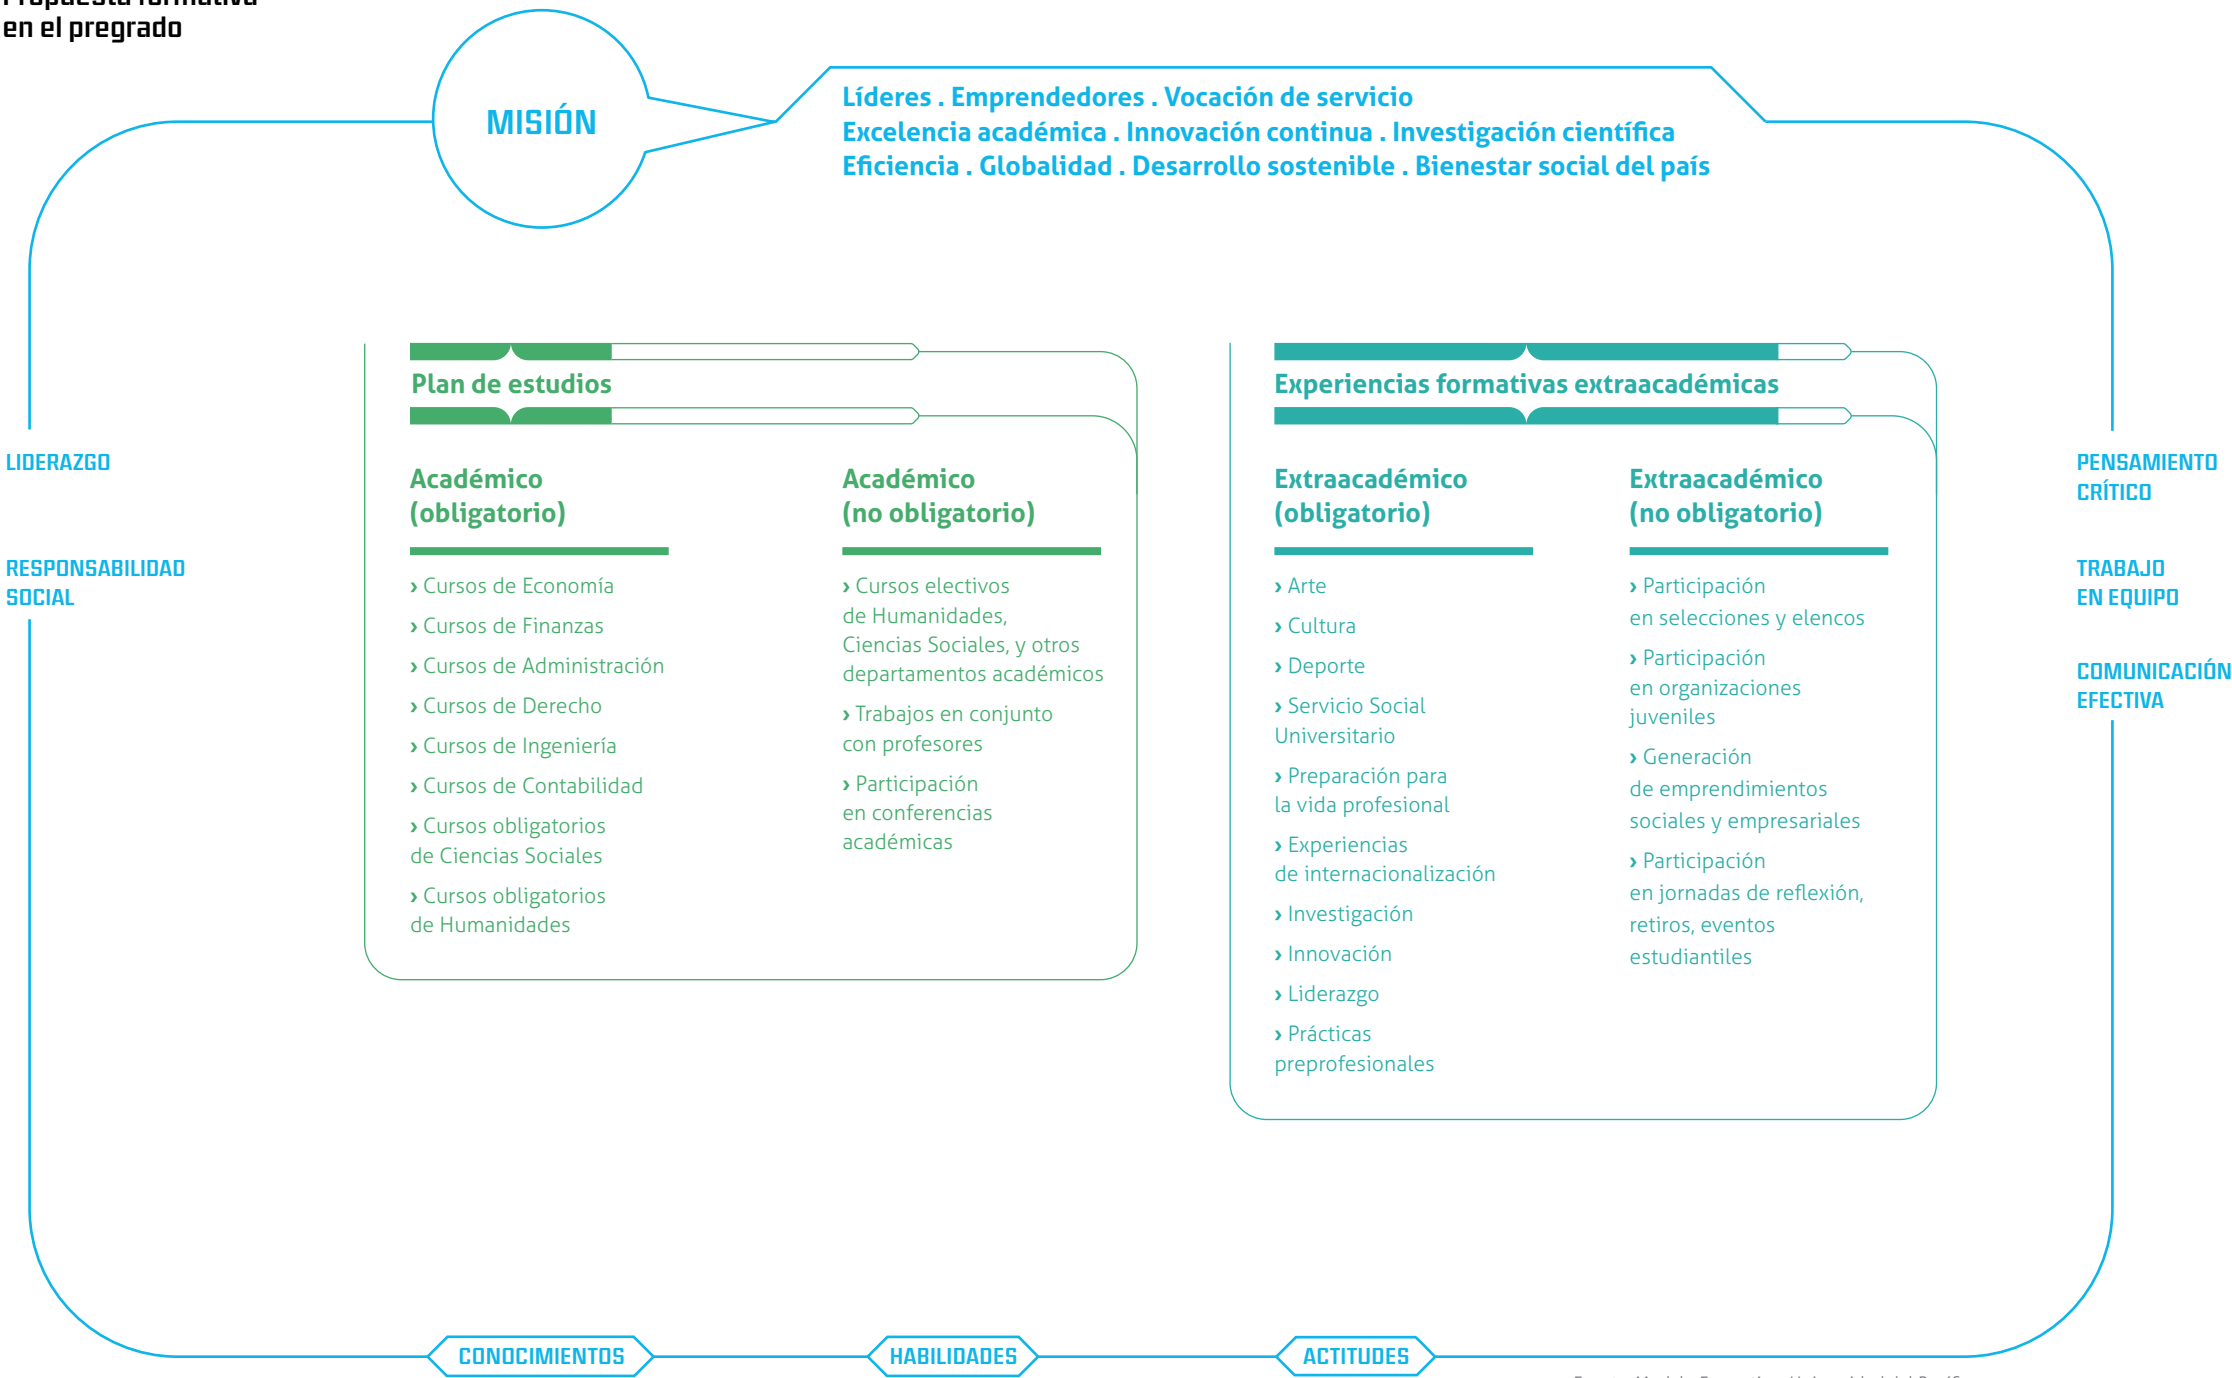 Propuesta formativa
en el pregrado
MISIÓN
Líderes . Emprendedores . Vocación de servicio
Excelencia académica . Innovación continua . Investigación científica
Eficiencia . Globalidad . Desarrollo sostenible . Bienestar social del país
LIDERAZGO
RESPONSABILIDAD
SOCIAL
Plan de estudios
Académico
(obligatorio)
› Cursos de Economía
› Cursos de Finanzas
› Cursos de Administración
› Cursos de Derecho
› Cursos de Ingeniería
› Cursos de Contabilidad
› Cursos obligatorios
de Ciencias Sociales
› Cursos obligatorios
de Humanidades
Académico
(no obligatorio)
› Cursos electivos
de Humanidades,
Ciencias Sociales, y otros
departamentos académicos
› Trabajos en conjunto
con profesores
› Participación
en conferencias
académicas
Experiencias formativas extraacadémicas
Extraacadémico
(obligatorio)
› Arte
› Cultura
› Deporte
› Servicio Social
Universitario
› Preparación para
la vida profesional
› Experiencias
de internacionalización
› Investigación
› Innovación
› Liderazgo
› Prácticas
preprofesionales
Extraacadémico
(no obligatorio)
› Participación
en selecciones y elencos
› Participación
en organizaciones
juveniles
› Generación
de emprendimientos
sociales y empresariales
› Participación
en jornadas de reflexión,
retiros, eventos
estudiantiles
PENSAMIENTO
CRÍTICO
TRABAJO
EN EQUIPO
COMUNICACIÓN
EFECTIVA
CONOCIMIENTOS
HABILIDADES
ACTITUDES